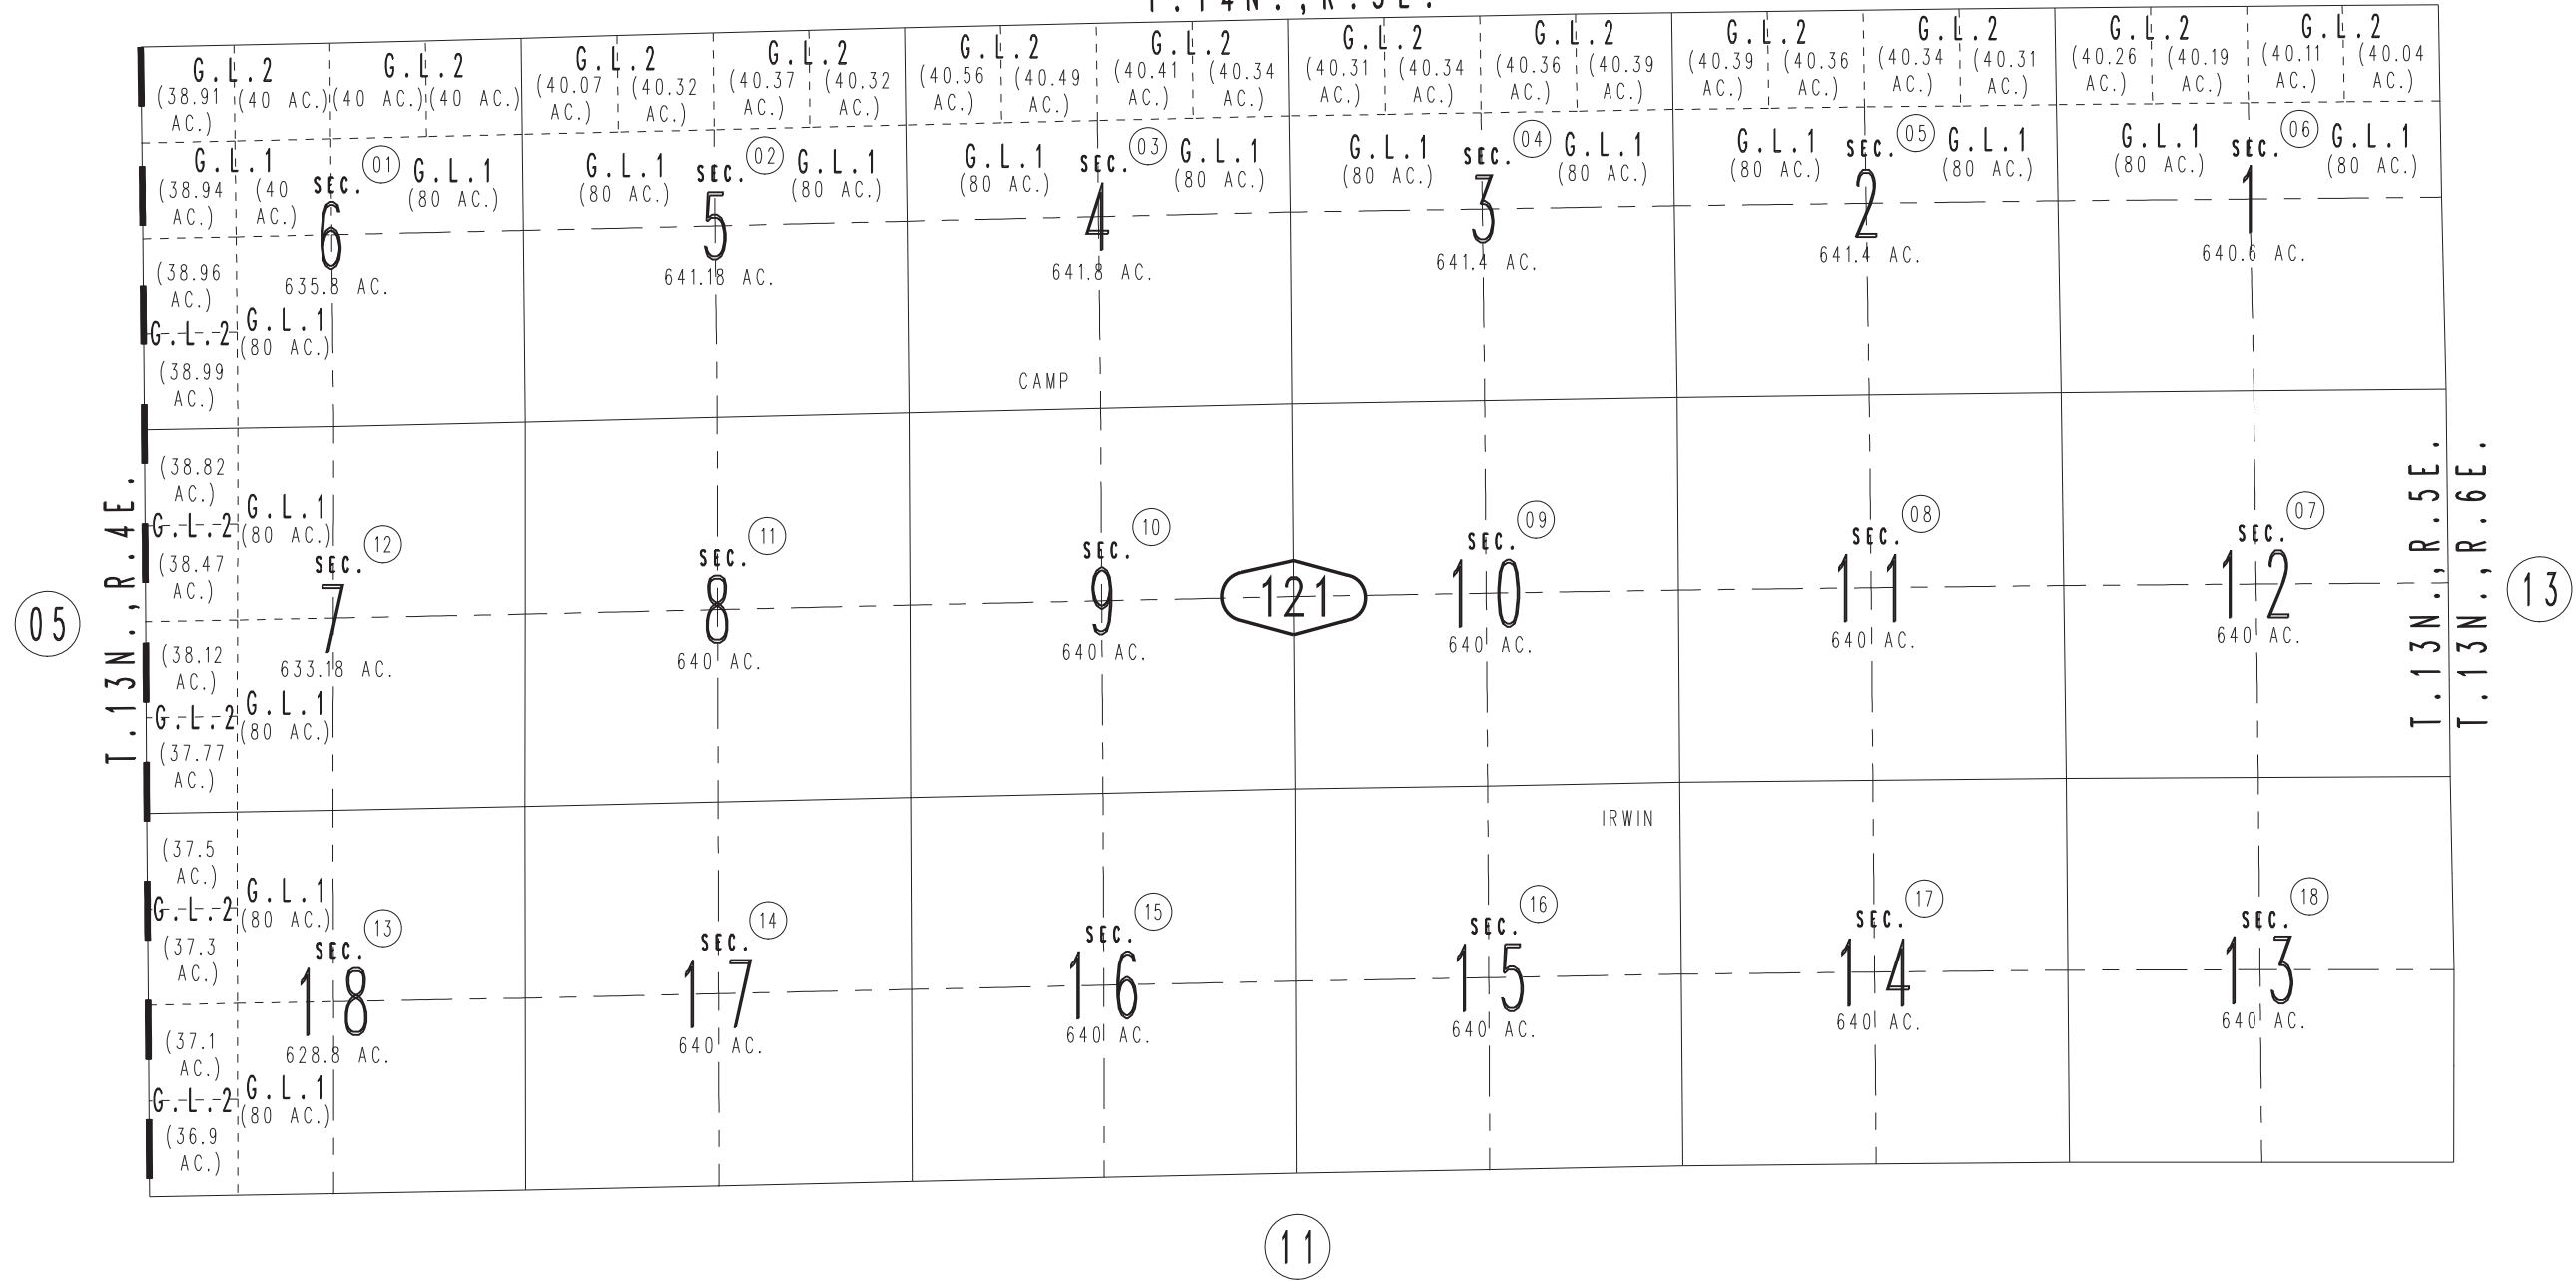 T.14N.,R.5E.
G.L.2 G.L.2 G.L.2 G.L.2 G.L.2 G.L.2 G.L.2 G.L.2 G.L.2 G.L.2 G.L.2 G.L.2
(38.91 AC.) (40 AC.) (40 AC.) (40 AC.) (40.07 AC.) (40.32 AC.) (40.37 AC.) (40.32 AC.) (40.56 AC.) (40.49 AC.) (40.41 AC.) (40.34 AC.) (40.31 AC.) (40.34 AC.) (40.36 AC.) (40.39 AC.) (40.39 AC.) (40.36 AC.) (40.34 AC.) (40.31 AC.) (40.26 AC.) (40.19 AC.) (40.11 AC.) (40.04 AC.)
G.L.1 SEC. 01 G.L.1 G.L.1 SEC. 02 G.L.1 G.L.1 SEC. 03 G.L.1 G.L.1 SEC. 04 G.L.1 G.L.1 SEC. 05 G.L.1 G.L.1 SEC. 06 G.L.1
(38.94 AC.) (40 AC.) (80 AC.) (80 AC.) (80 AC.) (80 AC.) (80 AC.) (80 AC.) (80 AC.) (80 AC.) (80 AC.) (80 AC.) (80 AC.)
6 5 4 3 2 1
635.8 AC. 641.18 AC. 641.8 AC. 641.4 AC. 641.4 AC. 640.6 AC.
(38.96
AC.)
G.L.2 G.L.1
(80 AC.)
(38.99
AC.)
CAMP
(38.82
AC.)
G.L.2 G.L.1
(80 AC.)
(38.47
AC.)
SEC. 12 SEC. 11 SEC. 10 SEC. 09 SEC. 08 SEC. 07
7 8 9 121 10 11 12
633.18 AC. 640 AC. 640 AC. 640 AC. 640 AC. 640 AC.
05
T.13N.,R.4E.
T.13N.,R.5E.
T.13N.,R.6E.
13
(38.12
AC.)
G.L.2 G.L.1
(80 AC.)
(37.77
AC.)
IRWIN
(37.5
AC.)
G.L.2 G.L.1
(80 AC.)
(37.3
AC.)
SEC. 13 SEC. 14 SEC. 15 SEC. 16 SEC. 17 SEC. 18
18 17 16 15 14 13
628.8 AC. 640 AC. 640 AC. 640 AC. 640 AC. 640 AC.
(37.1
AC.)
G.L.2 G.L.1
(80 AC.)
(36.9
AC.)
11